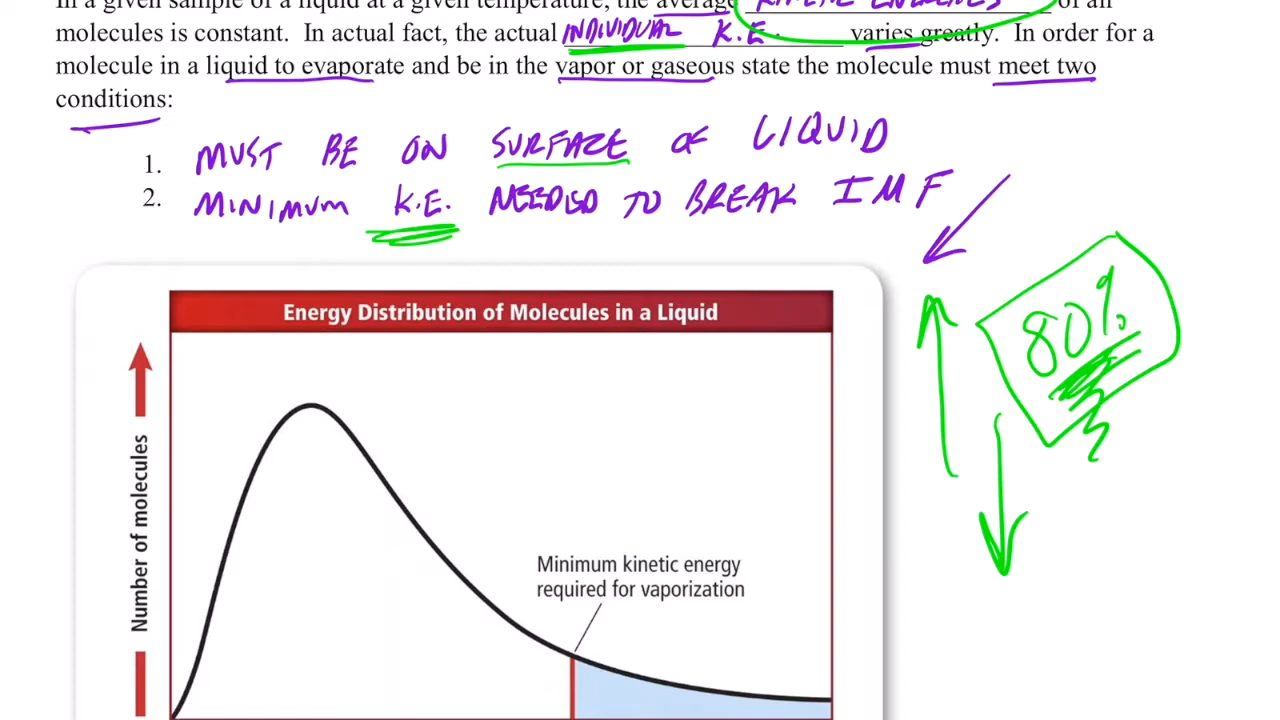 In a given sample of a liquid at a given temperature, the average KINETIC ENERGIES of all
molecules is constant. In actual fact, the actual INDIVIDUAL K.E. varies greatly. In order for a
molecule in a liquid to evaporate and be in the vapor or gaseous state the molecule must meet two
conditions:
1. MUST BE ON SURFACE OF LIQUID
2. MINIMUM K.E. NEEDED TO BREAK IMF
80%
Energy Distribution of Molecules in a Liquid
Number of molecules
Minimum kinetic energy
required for vaporization